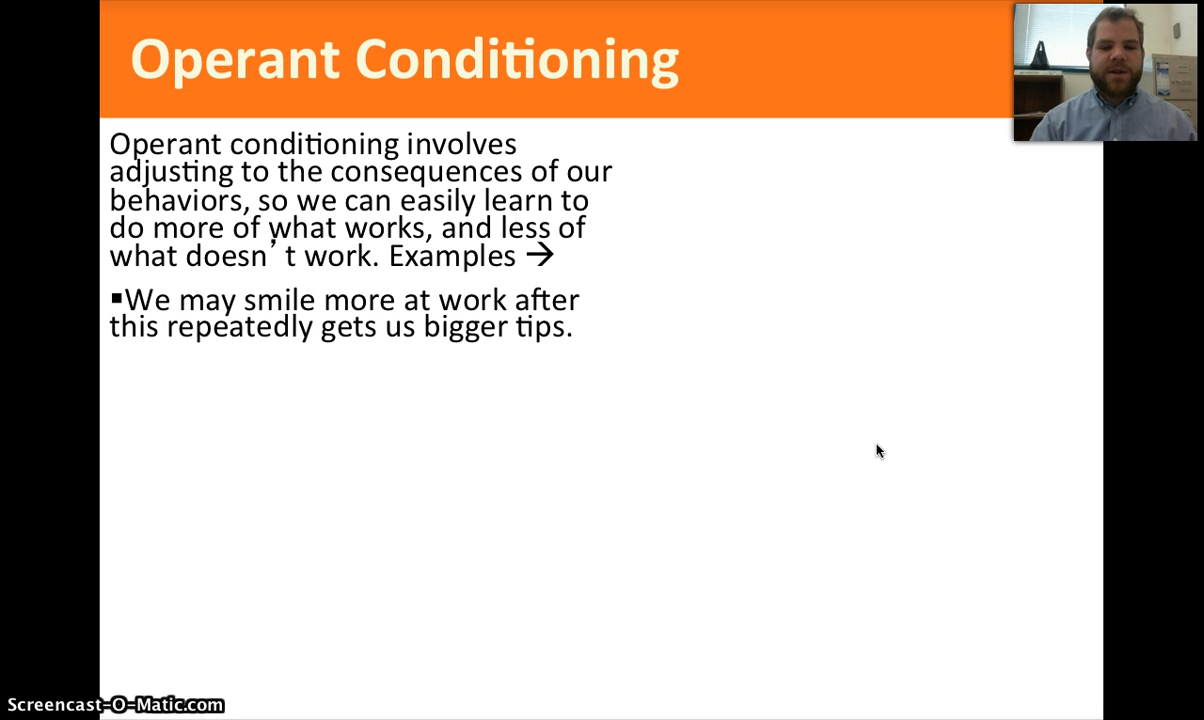 Operant Conditioning
Operant conditioning involves
adjusting to the consequences of our
behaviors, so we can easily learn to
do more of what works, and less of
what doesn’t work. Examples →
▪We may smile more at work after
this repeatedly gets us bigger tips.
Screencast-O-Matic.com